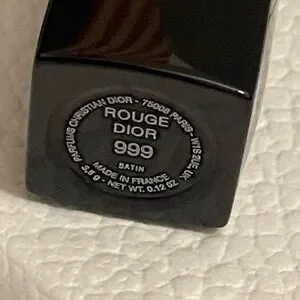 PARFUMS CHRISTIAN DIOR - 75008 PARIS - W1S 2UE UK
ROUGE
DIOR
999
SATIN
MADE IN FRANCE
3.5 g - NET WT. 0.12 OZ